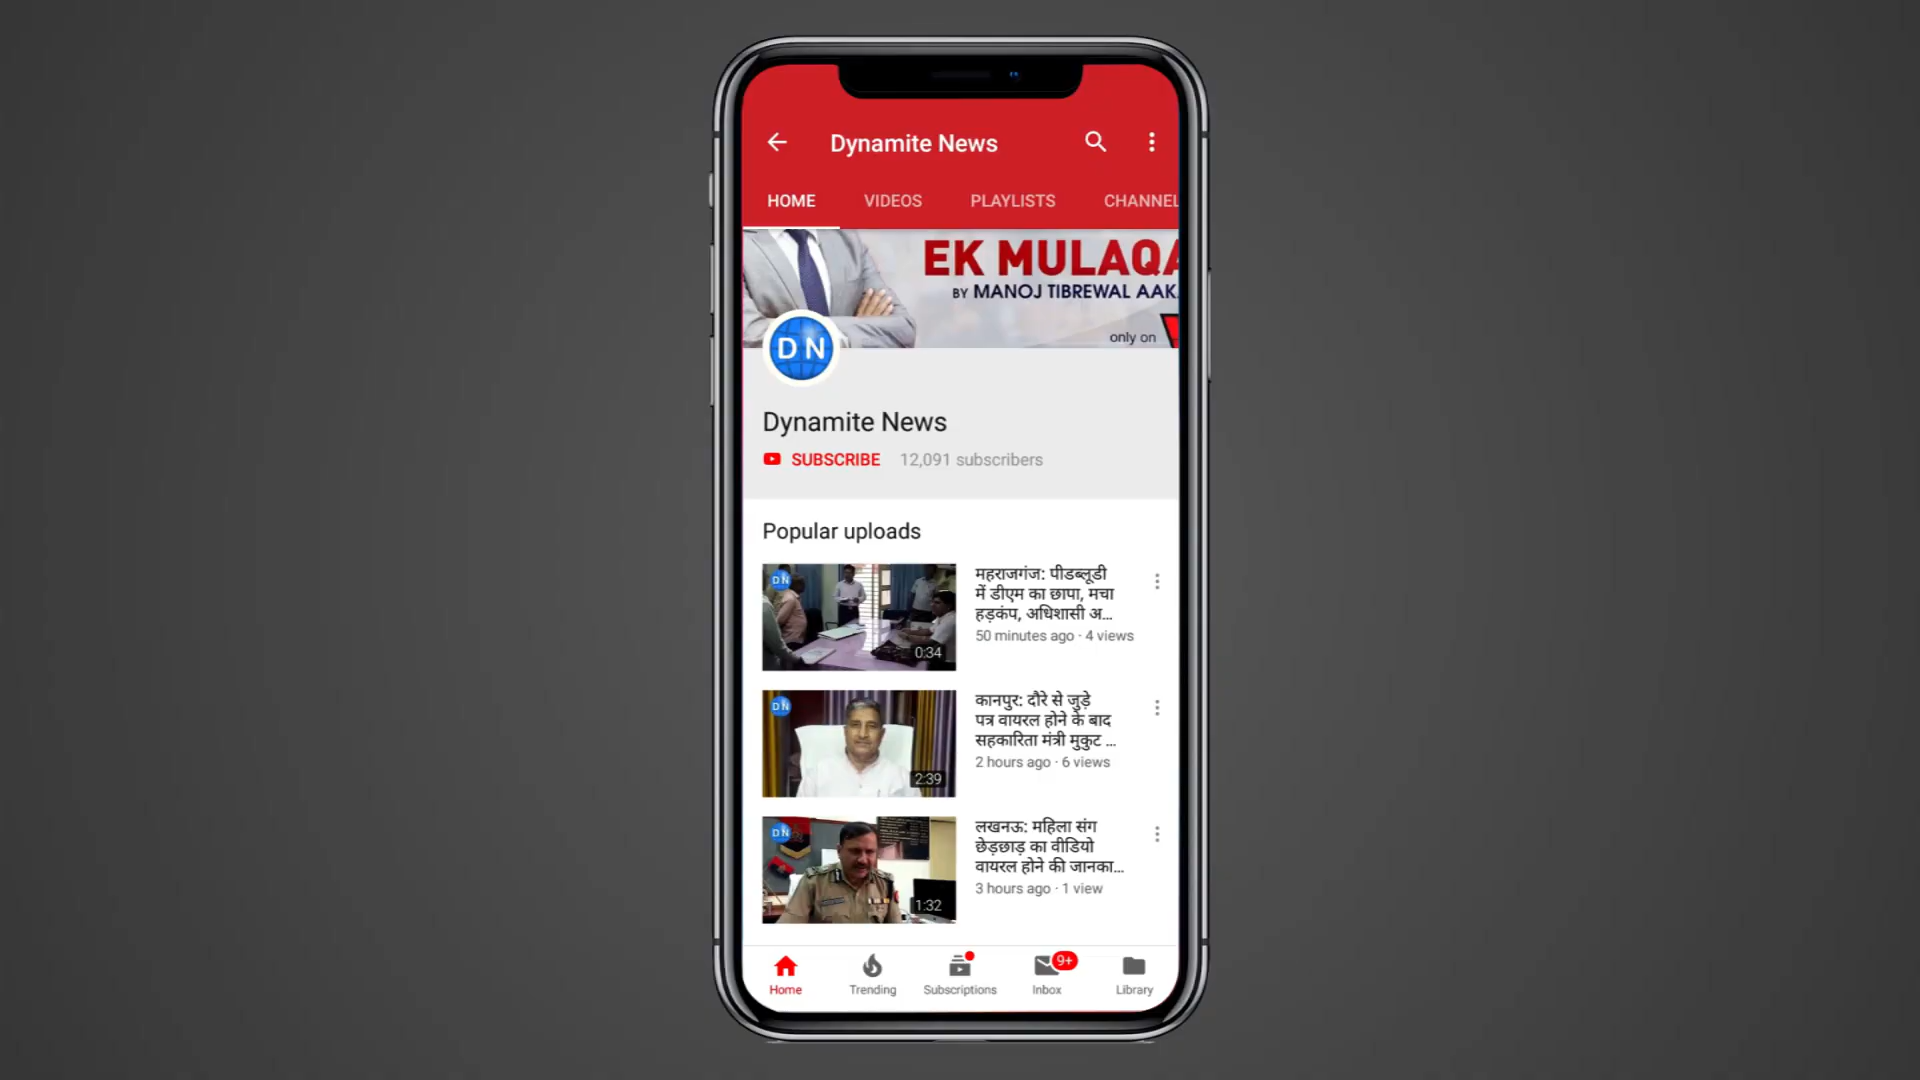 Dynamite News
HOME VIDEOS PLAYLISTS CHANNEL
EK MULAQA
BY MANOJ TIBREWAL AAK
only on
DN
Dynamite News
SUBSCRIBE 12,091 subscribers
Popular uploads
DN
0:34
महराजगंज: पीडब्लूडी
में डीएम का छापा, मचा
हड़कंप, अधिशासी अ...
50 minutes ago · 4 views
DN
2:39
कानपुर: दौरे से जुड़े
पत्र वायरल होने के बाद
सहकारिता मंत्री मुकुट ...
2 hours ago · 6 views
DN
1:32
लखनऊ: महिला संग
छेड़छाड़ का वीडियो
वायरल होने की जानका...
3 hours ago · 1 view
9+
Home Trending Subscriptions Inbox Library